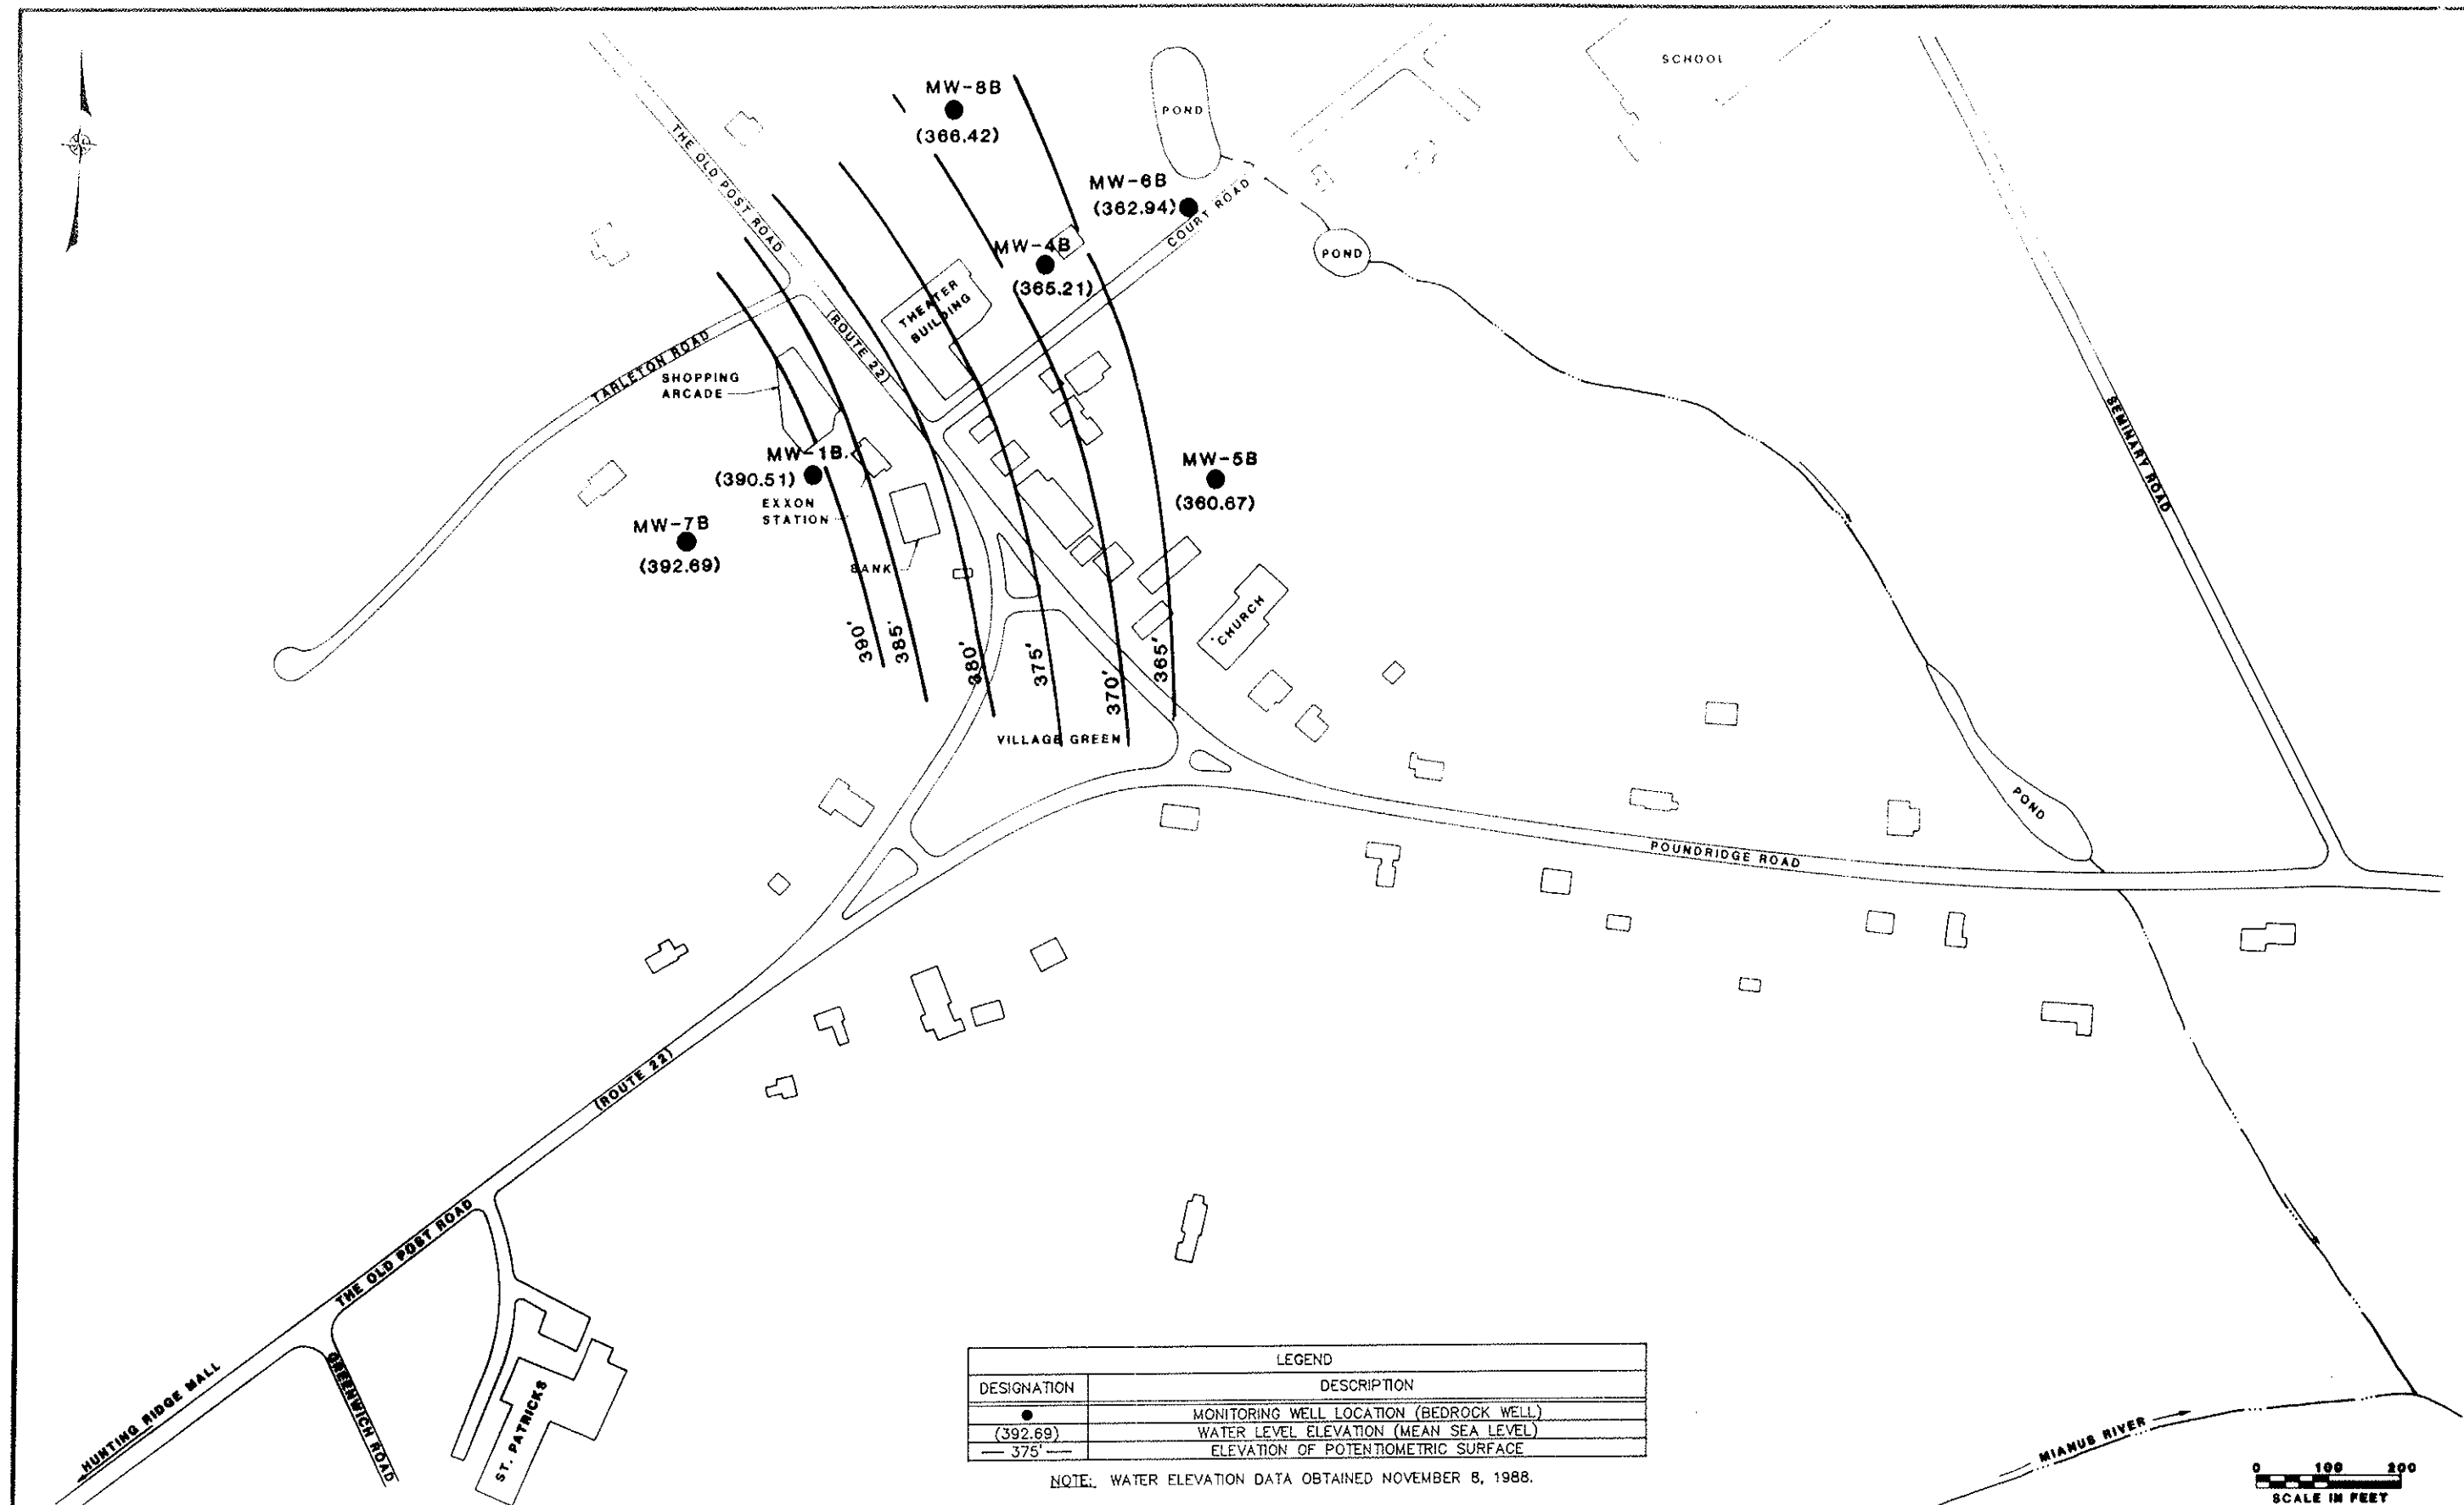 SCHOOL
MW-8B
(366.42)
POND
THE OLD POST ROAD
MW-6B
(362.94)
COURT ROAD
MW-4B
(365.21)
POND
THEATER
BUILDING
(ROUTE 22)
TARLETON ROAD
SHOPPING
ARCADE
SEMINARY ROAD
MW-1B
(390.51)
EXXON
STATION
MW-5B
(360.67)
MW-7B
(392.69)
BANK
CHURCH
390'
385'
380'
375'
370'
365'
VILLAGE GREEN
POND
POUNDRIDGE ROAD
(ROUTE 22)
THE OLD POST ROAD
HUNTING RIDGE MALL
GREENWICH ROAD
ST. PATRICKS
LEGEND
DESIGNATION DESCRIPTION
MONITORING WELL LOCATION (BEDROCK WELL)
(392.69) WATER LEVEL ELEVATION (MEAN SEA LEVEL)
375' ELEVATION OF POTENTIOMETRIC SURFACE
NOTE: WATER ELEVATION DATA OBTAINED NOVEMBER 8, 1988.
MIANUS RIVER
0 100 200
SCALE IN FEET